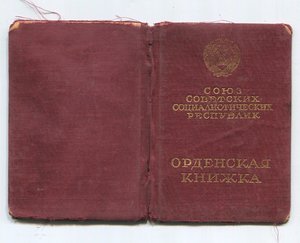 СОЮЗ
СОВЕТСКИХ
СОЦИАЛИСТИЧЕСКИХ
РЕСПУБЛИК
ОРДЕНСКАЯ
КНИЖКА